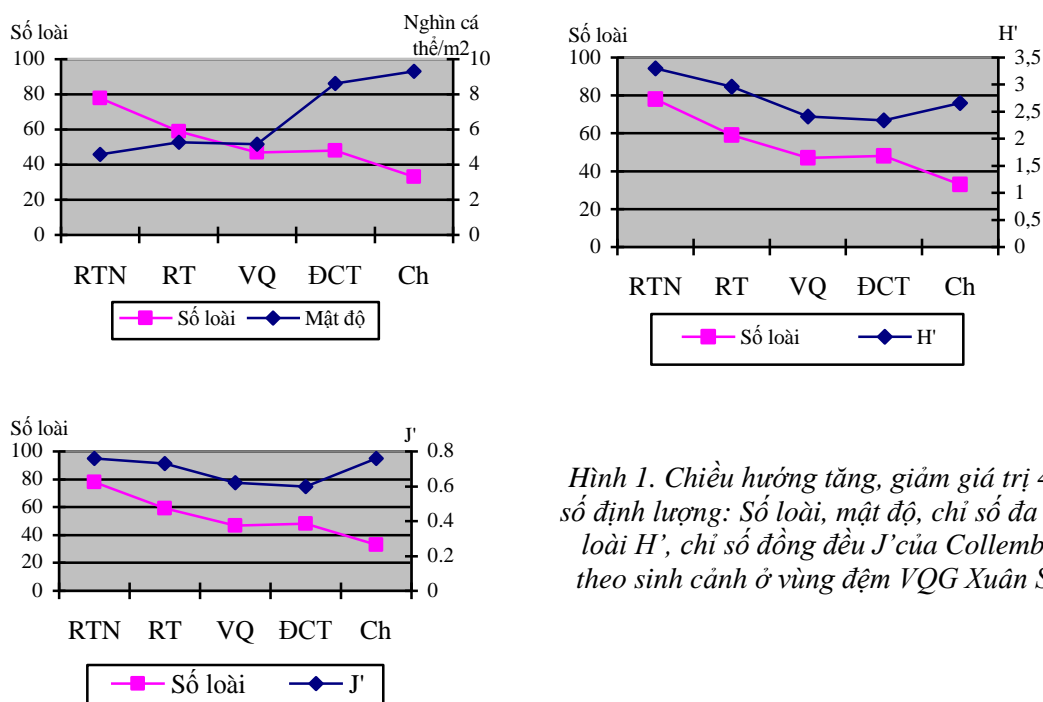 Số loài
Nghìn cá
thể/m2
100
80
60
40
20
0
10
8
6
4
2
0
RTN RT VQ ĐCT Ch
Số loài Mật độ
Số loài
H'
100
80
60
40
20
0
3,5
3
2,5
2
1,5
1
0,5
0
RTN RT VQ ĐCT Ch
Số loài H'
Số loài
J'
100
80
60
40
20
0
0.8
0.6
0.4
0.2
0
RTN RT VQ ĐCT Ch
Số loài J'
Hình 1. Chiều hướng tăng, giảm giá trị 4
số định lượng: Số loài, mật độ, chỉ số đa
loài H’, chỉ số đồng đều J’của Collemb
theo sinh cảnh ở vùng đệm VQG Xuân S